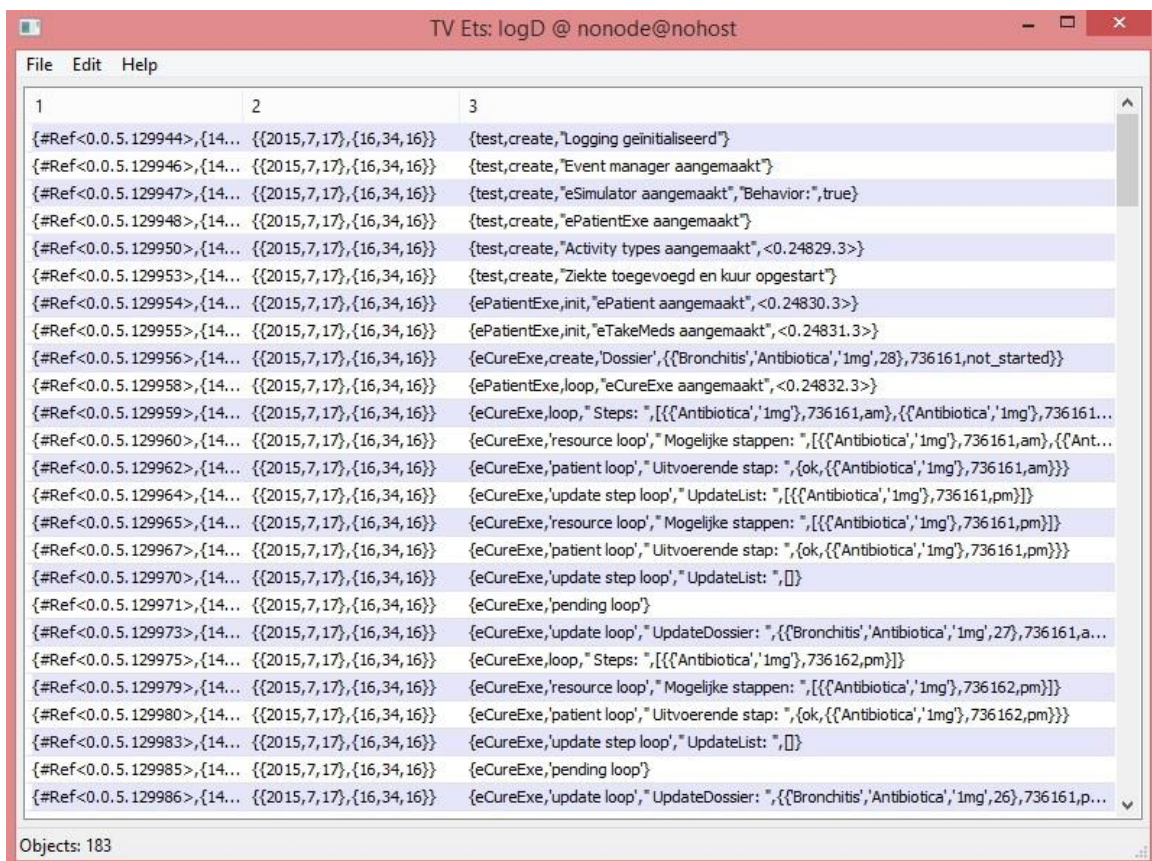 TV Ets: logD @ nonode@nohost
File Edit Help
1 2 3
{#Ref<0.0.5.129944>,{14... {{2015,7,17},{16,34,16}} {test,create,"Logging geïnitialiseerd"}
{#Ref<0.0.5.129946>,{14... {{2015,7,17},{16,34,16}} {test,create,"Event manager aangemaakt"}
{#Ref<0.0.5.129947>,{14... {{2015,7,17},{16,34,16}} {test,create,"eSimulator aangemaakt","Behavior:",true}
{#Ref<0.0.5.129948>,{14... {{2015,7,17},{16,34,16}} {test,create,"ePatientExe aangemaakt"}
{#Ref<0.0.5.129950>,{14... {{2015,7,17},{16,34,16}} {test,create,"Activity types aangemaakt",<0.24829.3>}
{#Ref<0.0.5.129953>,{14... {{2015,7,17},{16,34,16}} {test,create,"Ziekte toegevoegd en kuur opgestart"}
{#Ref<0.0.5.129954>,{14... {{2015,7,17},{16,34,16}} {ePatientExe,init,"ePatient aangemaakt",<0.24830.3>}
{#Ref<0.0.5.129955>,{14... {{2015,7,17},{16,34,16}} {ePatientExe,init,"eTakeMeds aangemaakt",<0.24831.3>}
{#Ref<0.0.5.129956>,{14... {{2015,7,17},{16,34,16}} {eCureExe,create,'Dossier',{{'Bronchitis','Antibiotica','1mg',28},736161,not_started}}
{#Ref<0.0.5.129958>,{14... {{2015,7,17},{16,34,16}} {ePatientExe,loop,"eCureExe aangemaakt",<0.24832.3>}
{#Ref<0.0.5.129959>,{14... {{2015,7,17},{16,34,16}} {eCureExe,loop," Steps: ",[{{'Antibiotica','1mg'},736161,am},{{'Antibiotica','1mg'},736161...
{#Ref<0.0.5.129960>,{14... {{2015,7,17},{16,34,16}} {eCureExe,'resource loop'," Mogelijke stappen: ",[{{'Antibiotica','1mg'},736161,am},{{'Ant...
{#Ref<0.0.5.129962>,{14... {{2015,7,17},{16,34,16}} {eCureExe,'patient loop'," Uitvoerende stap: ",{ok,{{'Antibiotica','1mg'},736161,am}}}
{#Ref<0.0.5.129964>,{14... {{2015,7,17},{16,34,16}} {eCureExe,'update step loop'," UpdateList: ",[{{'Antibiotica','1mg'},736161,pm}]}
{#Ref<0.0.5.129965>,{14... {{2015,7,17},{16,34,16}} {eCureExe,'resource loop'," Mogelijke stappen: ",[{{'Antibiotica','1mg'},736161,pm}]}
{#Ref<0.0.5.129967>,{14... {{2015,7,17},{16,34,16}} {eCureExe,'patient loop'," Uitvoerende stap: ",{ok,{{'Antibiotica','1mg'},736161,pm}}}
{#Ref<0.0.5.129970>,{14... {{2015,7,17},{16,34,16}} {eCureExe,'update step loop'," UpdateList: ",[]}
{#Ref<0.0.5.129971>,{14... {{2015,7,17},{16,34,16}} {eCureExe,'pending loop'}
{#Ref<0.0.5.129973>,{14... {{2015,7,17},{16,34,16}} {eCureExe,'update loop'," UpdateDossier: ",{{'Bronchitis','Antibiotica','1mg',27},736161,a...
{#Ref<0.0.5.129975>,{14... {{2015,7,17},{16,34,16}} {eCureExe,loop," Steps: ",[{{'Antibiotica','1mg'},736162,pm}]}
{#Ref<0.0.5.129979>,{14... {{2015,7,17},{16,34,16}} {eCureExe,'resource loop'," Mogelijke stappen: ",[{{'Antibiotica','1mg'},736162,pm}]}
{#Ref<0.0.5.129980>,{14... {{2015,7,17},{16,34,16}} {eCureExe,'patient loop'," Uitvoerende stap: ",{ok,{{'Antibiotica','1mg'},736162,pm}}}
{#Ref<0.0.5.129983>,{14... {{2015,7,17},{16,34,16}} {eCureExe,'update step loop'," UpdateList: ",[]}
{#Ref<0.0.5.129985>,{14... {{2015,7,17},{16,34,16}} {eCureExe,'pending loop'}
{#Ref<0.0.5.129986>,{14... {{2015,7,17},{16,34,16}} {eCureExe,'update loop'," UpdateDossier: ",{{'Bronchitis','Antibiotica','1mg',26},736161,p...
Objects: 183